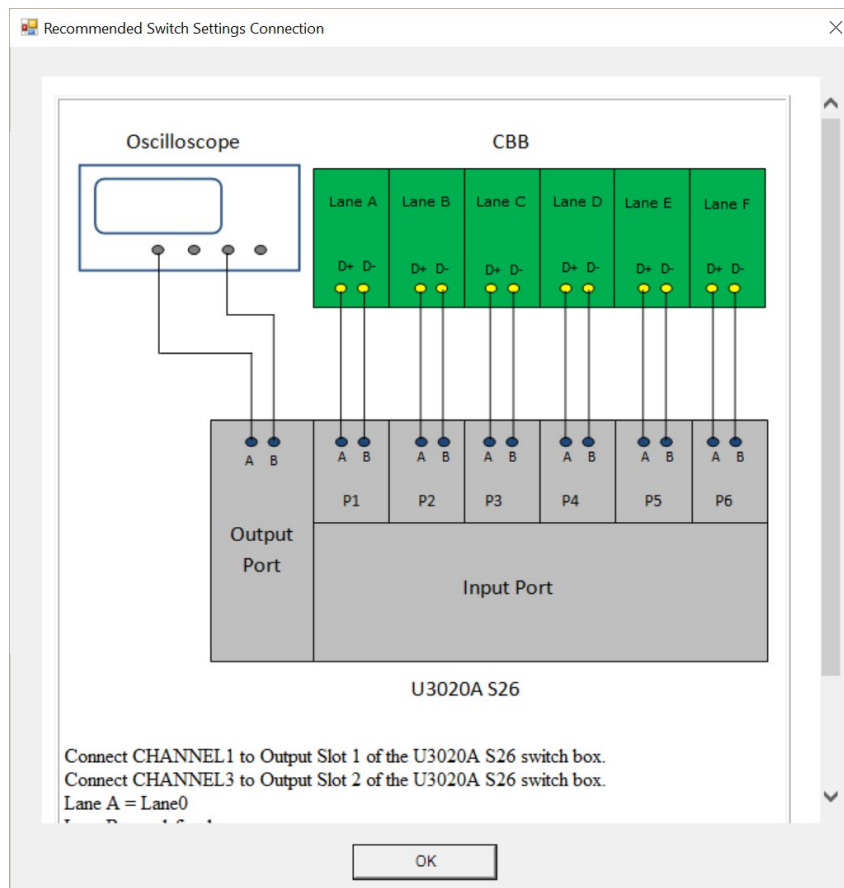 Recommended Switch Settings Connection
Oscilloscope
CBB
Lane A Lane B Lane C Lane D Lane E Lane F
D+ D- D+ D- D+ D- D+ D- D+ D- D+ D-
A B A B A B A B A B A B A B
P1 P2 P3 P4 P5 P6
Output
Port
Input Port
U3020A S26
Connect CHANNEL1 to Output Slot 1 of the U3020A S26 switch box.
Connect CHANNEL3 to Output Slot 2 of the U3020A S26 switch box.
Lane A = Lane0
OK